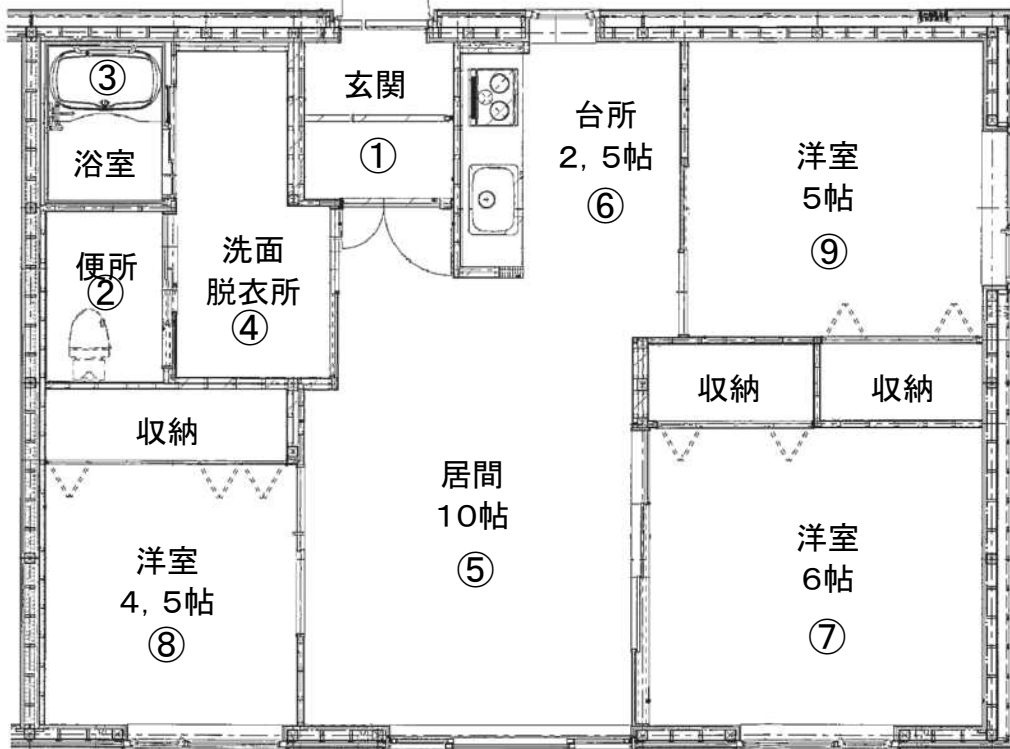 ③
浴室
玄関
①
台所
2, 5帖
⑥
洋室
5帖
⑨
便所
②
洗面
脱衣所
④
収納
収納
収納
居間
10帖
⑤
洋室
4, 5帖
⑧
洋室
6帖
⑦